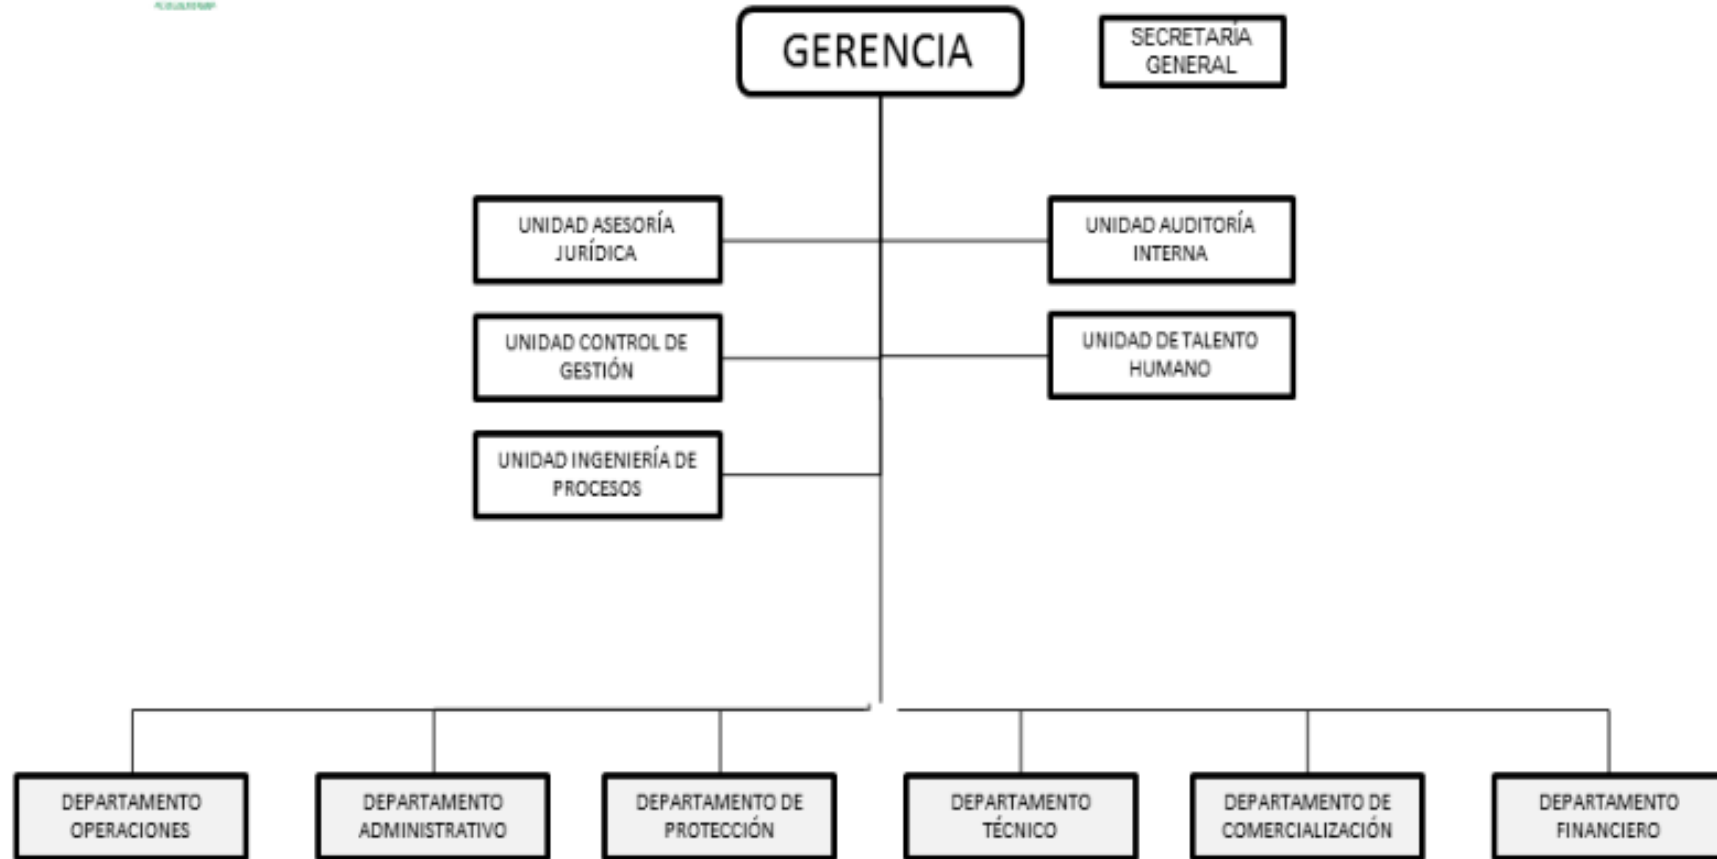 GERENCIA
SECRETARÍA
GENERAL
UNIDAD ASESORÍA
JURÍDICA
UNIDAD AUDITORÍA
INTERNA
UNIDAD CONTROL DE
GESTIÓN
UNIDAD DE TALENTO
HUMANO
UNIDAD INGENIERÍA DE
PROCESOS
DEPARTAMENTO
OPERACIONES
DEPARTAMENTO
ADMINISTRATIVO
DEPARTAMENTO DE
PROTECCIÓN
DEPARTAMENTO
TÉCNICO
DEPARTAMENTO DE
COMERCIALIZACIÓN
DEPARTAMENTO
FINANCIERO